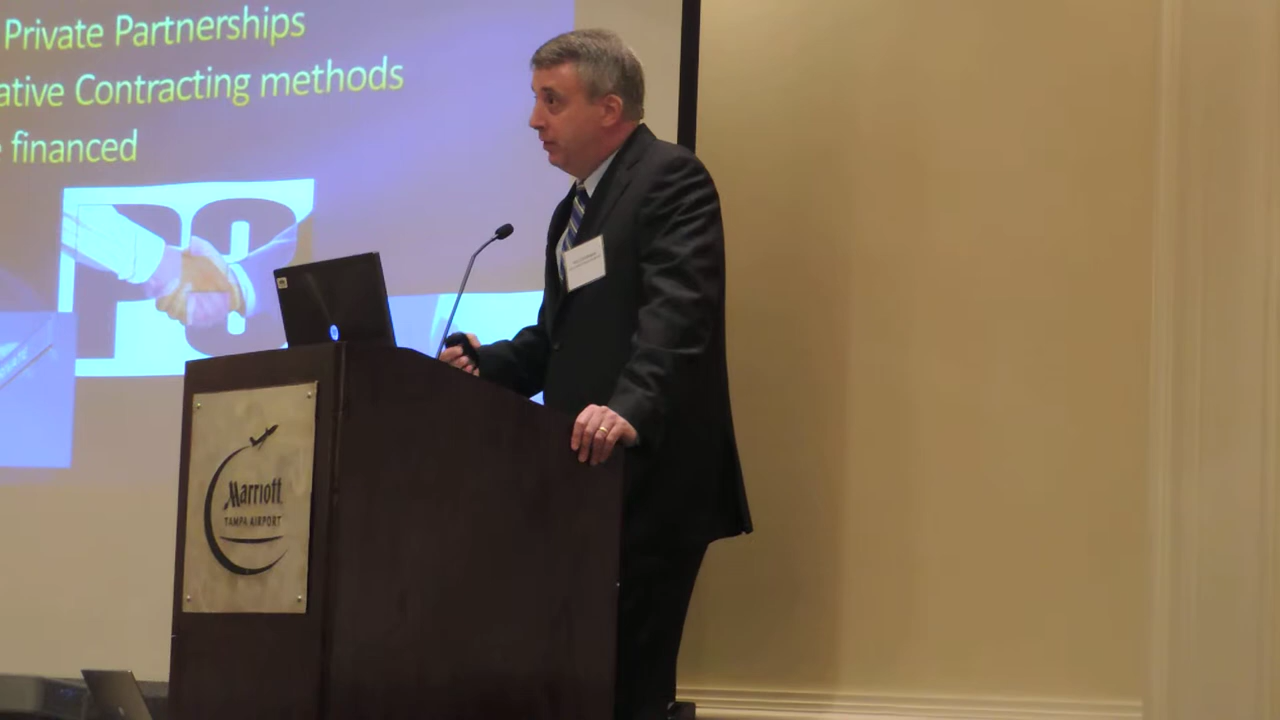 Private Partnerships
ative Contracting methods
financed
Marriott
TAMPA AIRPORT